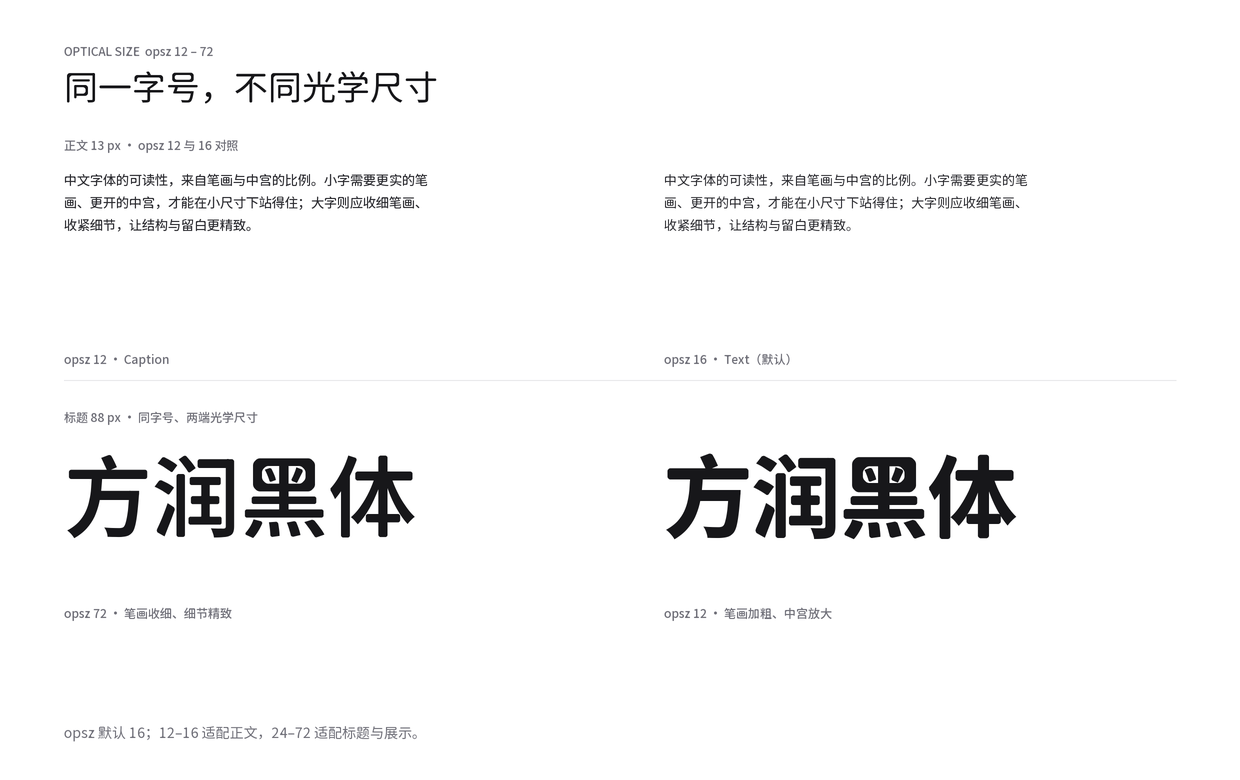 OPTICAL SIZE opsz 12 – 72
同一字号，不同光学尺寸
正文 13 px • opsz 12 与 16 对照
中文字体的可读性，来自笔画与中宫的比例。小字需要更实的笔
画、更开的中宫，才能在小尺寸下站得住；大字则应收细笔画、
收紧细节，让结构与留白更精致。
opsz 12 • Caption
中文字体的可读性，来自笔画与中宫的比例。小字需要更实的笔
画、更开的中宫，才能在小尺寸下站得住；大字则应收细笔画、
收紧细节，让结构与留白更精致。
opsz 16 • Text（默认）
标题 88 px • 同字号、两端光学尺寸
方润黑体
opsz 72 • 笔画收细、细节精致
方润黑体
opsz 12 • 笔画加粗、中宫放大
opsz 默认 16；12–16 适配正文，24–72 适配标题与展示。